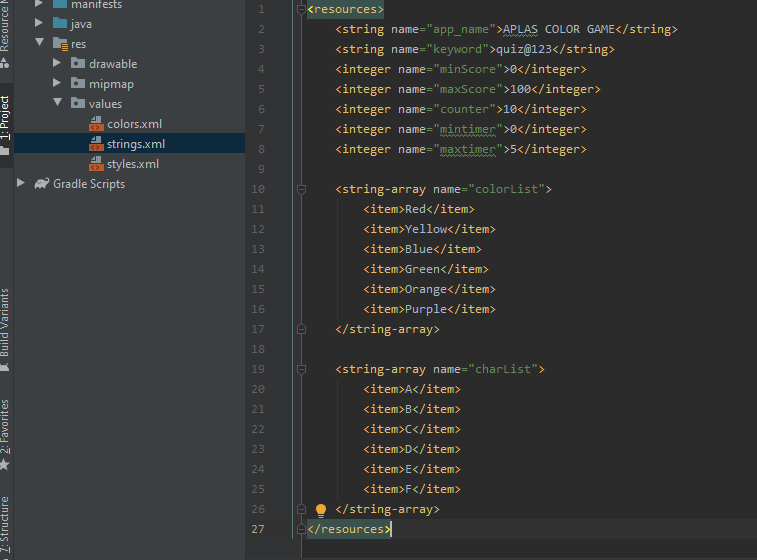 Resource M
1: Project
Build Variants
2: Favorites
7: Structure
manifests
java
res
drawable
mipmap
values
colors.xml
strings.xml
styles.xml
Gradle Scripts
1 <resources>
2 <string name="app_name">APLAS COLOR GAME</string>
3 <string name="keyword">quiz@123</string>
4 <integer name="minScore">0</integer>
5 <integer name="maxScore">100</integer>
6 <integer name="counter">10</integer>
7 <integer name="mintimer">0</integer>
8 <integer name="maxtimer">5</integer>
9
10 <string-array name="colorList">
11 <item>Red</item>
12 <item>Yellow</item>
13 <item>Blue</item>
14 <item>Green</item>
15 <item>Orange</item>
16 <item>Purple</item>
17 </string-array>
18
19 <string-array name="charList">
20 <item>A</item>
21 <item>B</item>
22 <item>C</item>
23 <item>D</item>
24 <item>E</item>
25 <item>F</item>
26 </string-array>
27 </resources>